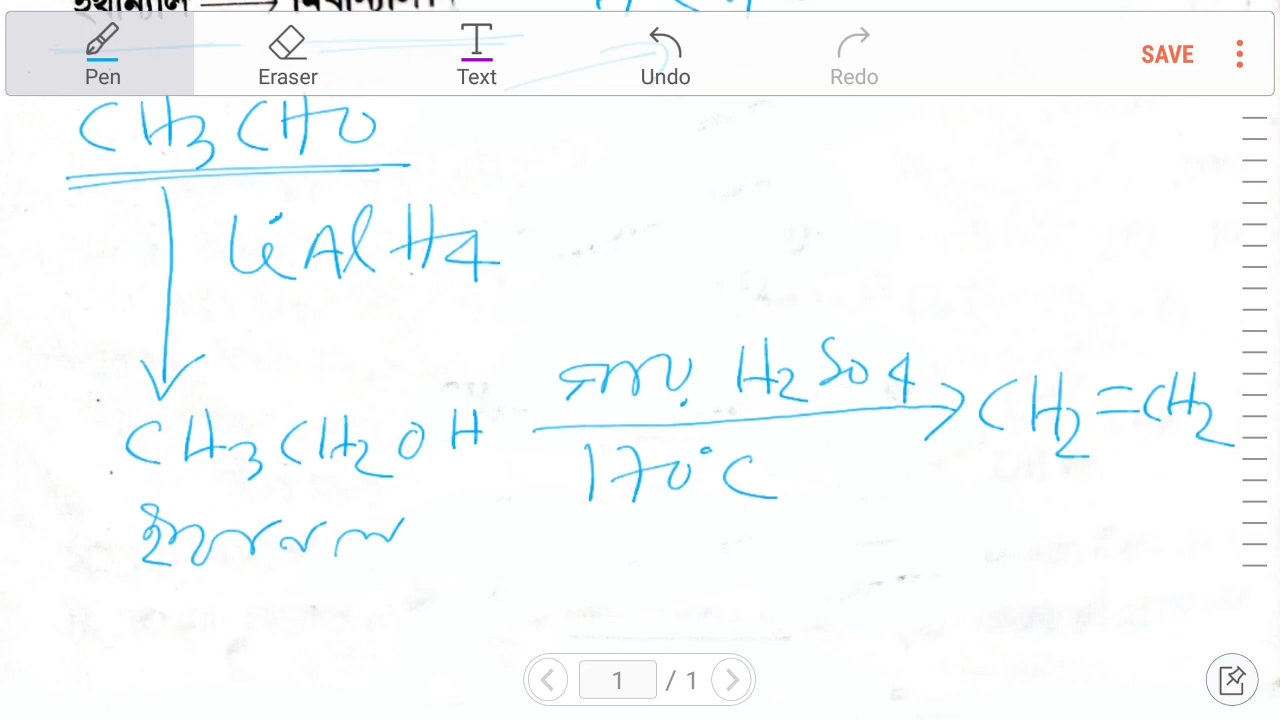 Pen Eraser Text Undo Redo SAVE
CH3CHO
LiAlH4
CH3CH2OH
গাঢ় H2SO4
170°C
CH2=CH2
ইথানল
1 / 1